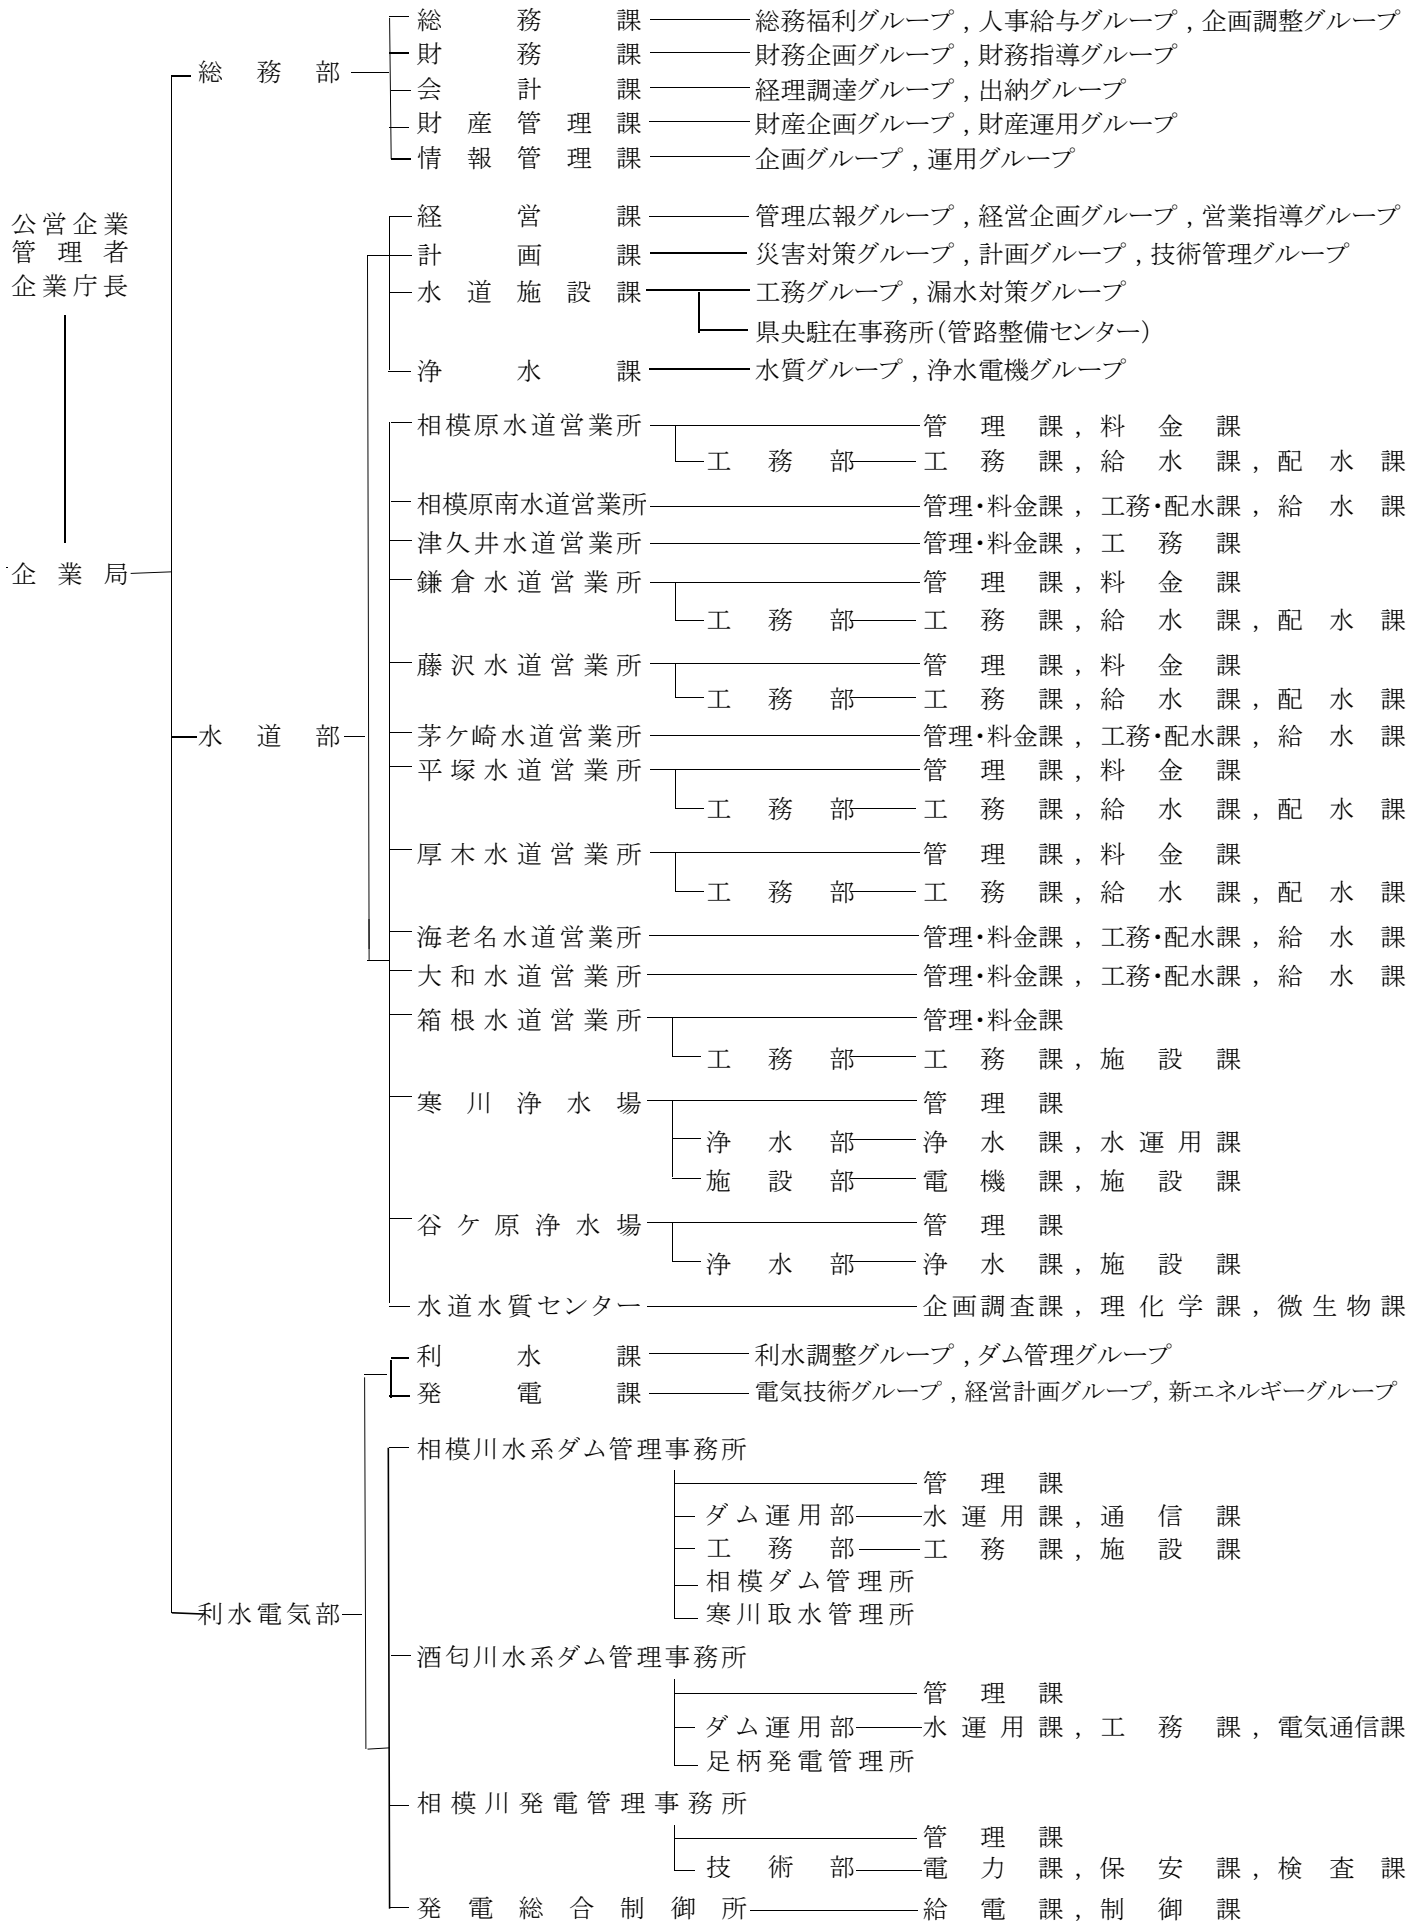 総務課 総務福利グループ , 人事給与グループ , 企画調整グループ
財務課 財務企画グループ , 財務指導グループ
総務部
会計課 経理調達グループ , 出納グループ
財産管理課 財産企画グループ , 財産運用グループ
情報管理課 企画グループ , 運用グループ
公営企業
管理者
企業庁長
経営課 管理広報グループ , 経営企画グループ , 営業指導グループ
計画課 災害対策グループ , 計画グループ , 技術管理グループ
水道施設課 工務グループ , 漏水対策グループ
県央駐在事務所(管路整備センター)
浄水課 水質グループ , 浄水電機グループ
相模原水道営業所 管理課 , 料金課
工務部 工務課 , 給水課 , 配水課
相模原南水道営業所 管理・料金課 , 工務・配水課 , 給水課
津久井水道営業所 管理・料金課 , 工務課
企業局
鎌倉水道営業所 管理課 , 料金課
工務部 工務課 , 給水課 , 配水課
藤沢水道営業所 管理課 , 料金課
工務部 工務課 , 給水課 , 配水課
水道部
茅ケ崎水道営業所 管理・料金課 , 工務・配水課 , 給水課
平塚水道営業所 管理課 , 料金課
工務部 工務課 , 給水課 , 配水課
厚木水道営業所 管理課 , 料金課
工務部 工務課 , 給水課 , 配水課
海老名水道営業所 管理・料金課 , 工務・配水課 , 給水課
大和水道営業所 管理・料金課 , 工務・配水課 , 給水課
箱根水道営業所 管理・料金課
工務部 工務課 , 施設課
寒川浄水場 管理課
浄水部 浄水課 , 水運用課
施設部 電機課 , 施設課
谷ケ原浄水場 管理課
浄水部 浄水課 , 施設課
水道水質センター 企画調査課 , 理化学課 , 微生物課
利水課 利水調整グループ , ダム管理グループ
発電課 電気技術グループ , 経営計画グループ, 新エネルギーグループ
相模川水系ダム管理事務所
管理課
ダム運用部 水運用課 , 通信課
工務部 工務課 , 施設課
相模ダム管理所
寒川取水管理所
利水電気部
酒匂川水系ダム管理事務所
管理課
ダム運用部 水運用課 , 工務課 , 電気通信課
足柄発電管理所
相模川発電管理事務所
管理課
技術部 電力課 , 保安課 , 検査課
発電総合制御所 給電課 , 制御課